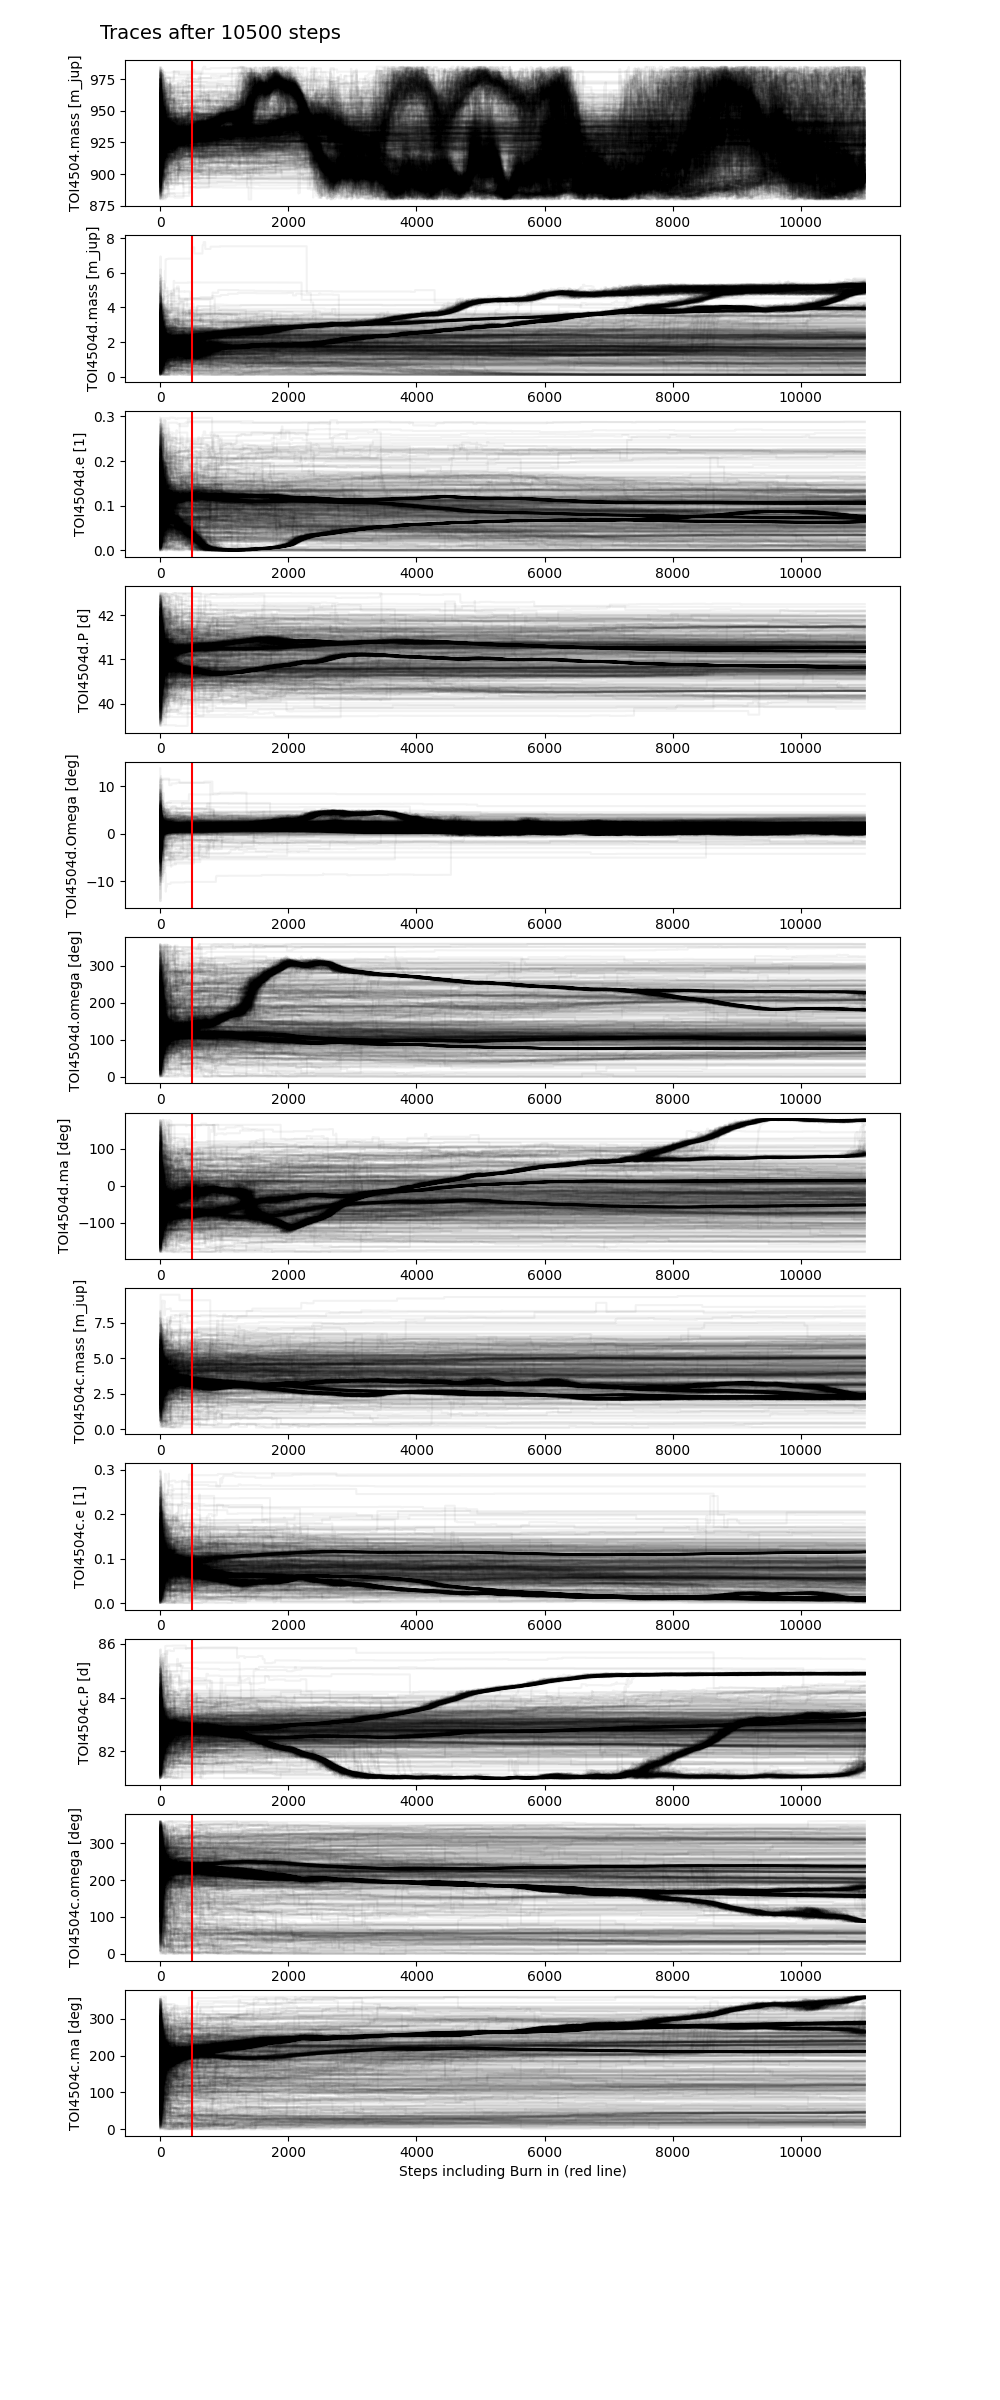 Traces after 10500 steps
TOI4504.mass [m_jup]
975
950
925
900
875
0 2000 4000 6000 8000 10000
TOI4504d.mass [m_jup]
8
6
4
2
0
0 2000 4000 6000 8000 10000
TOI4504d.e [1]
0.3
0.2
0.1
0.0
0 2000 4000 6000 8000 10000
TOI4504d.P [d]
42
41
40
0 2000 4000 6000 8000 10000
TOI4504d.Omega [deg]
10
0
−10
0 2000 4000 6000 8000 10000
TOI4504d.omega [deg]
300
200
100
0
0 2000 4000 6000 8000 10000
TOI4504d.ma [deg]
100
0
−100
0 2000 4000 6000 8000 10000
TOI4504c.mass [m_jup]
7.5
5.0
2.5
0.0
0 2000 4000 6000 8000 10000
TOI4504c.e [1]
0.3
0.2
0.1
0.0
0 2000 4000 6000 8000 10000
TOI4504c.P [d]
86
84
82
0 2000 4000 6000 8000 10000
TOI4504c.omega [deg]
300
200
100
0
0 2000 4000 6000 8000 10000
TOI4504c.ma [deg]
300
200
100
0
0 2000 4000 6000 8000 10000
Steps including Burn in (red line)